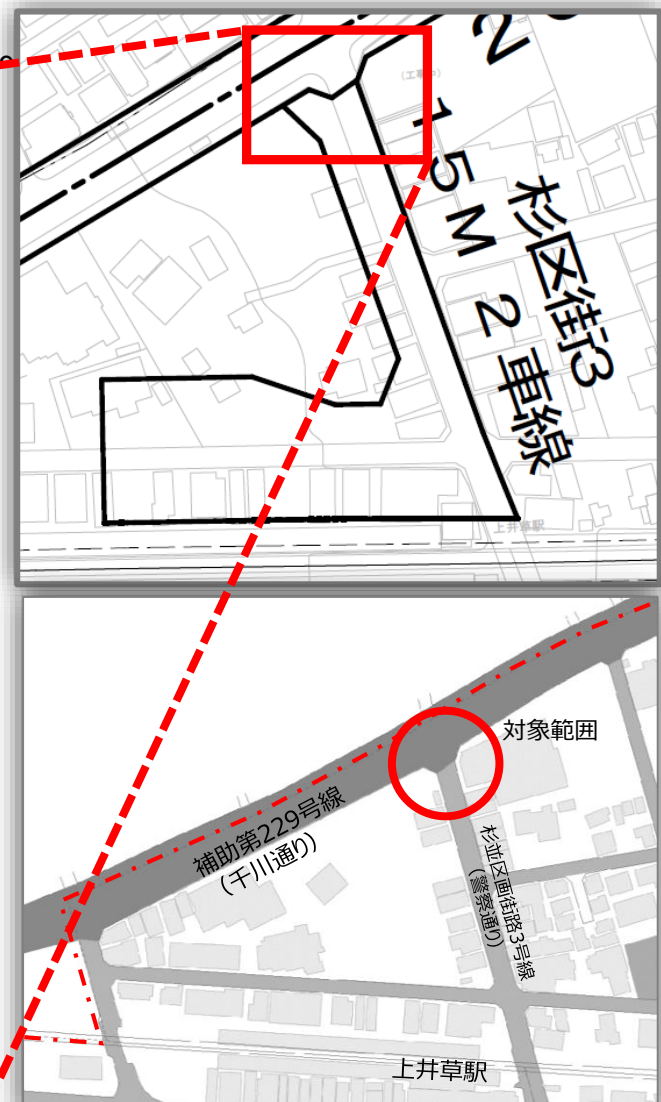 2
(工事中)
杉区街3
15M 2車線
上井草駅
対象範囲
補助第229号線
(千川通り)
杉並区画街路3号線
(警察通り)
上井草駅